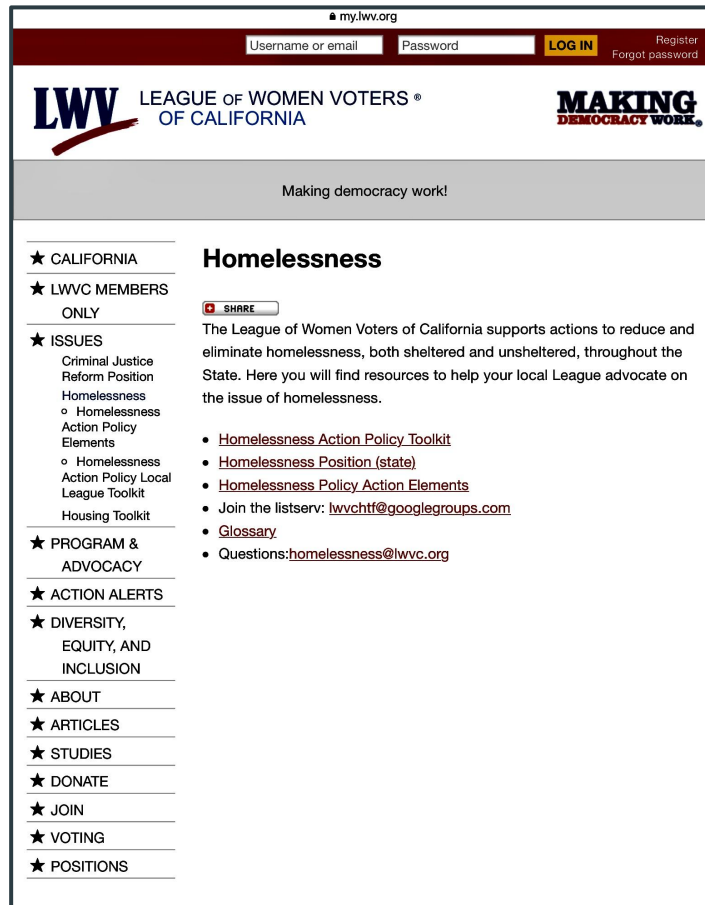 my.lwv.org
Username or email
Password
LOG IN
Register
Forgot password
LWV
LEAGUE OF WOMEN VOTERS ®
OF CALIFORNIA
MAKING
DEMOCRACY WORK®
Making democracy work!
★ CALIFORNIA
★ LWVC MEMBERS
ONLY
★ ISSUES
Criminal Justice
Reform Position
Homelessness
Homelessness
Action Policy
Elements
Homelessness
Action Policy Local
League Toolkit
Housing Toolkit
★ PROGRAM &
ADVOCACY
★ ACTION ALERTS
★ DIVERSITY,
EQUITY, AND
INCLUSION
★ ABOUT
★ ARTICLES
★ STUDIES
★ DONATE
★ JOIN
★ VOTING
★ POSITIONS
Homelessness
SHARE
The League of Women Voters of California supports actions to reduce and
eliminate homelessness, both sheltered and unsheltered, throughout the
State. Here you will find resources to help your local League advocate on
the issue of homelessness.
• Homelessness Action Policy Toolkit
• Homelessness Position (state)
• Homelessness Policy Action Elements
• Join the listserv: lwvchtf@googlegroups.com
• Glossary
• Questions:homelessness@lwvc.org